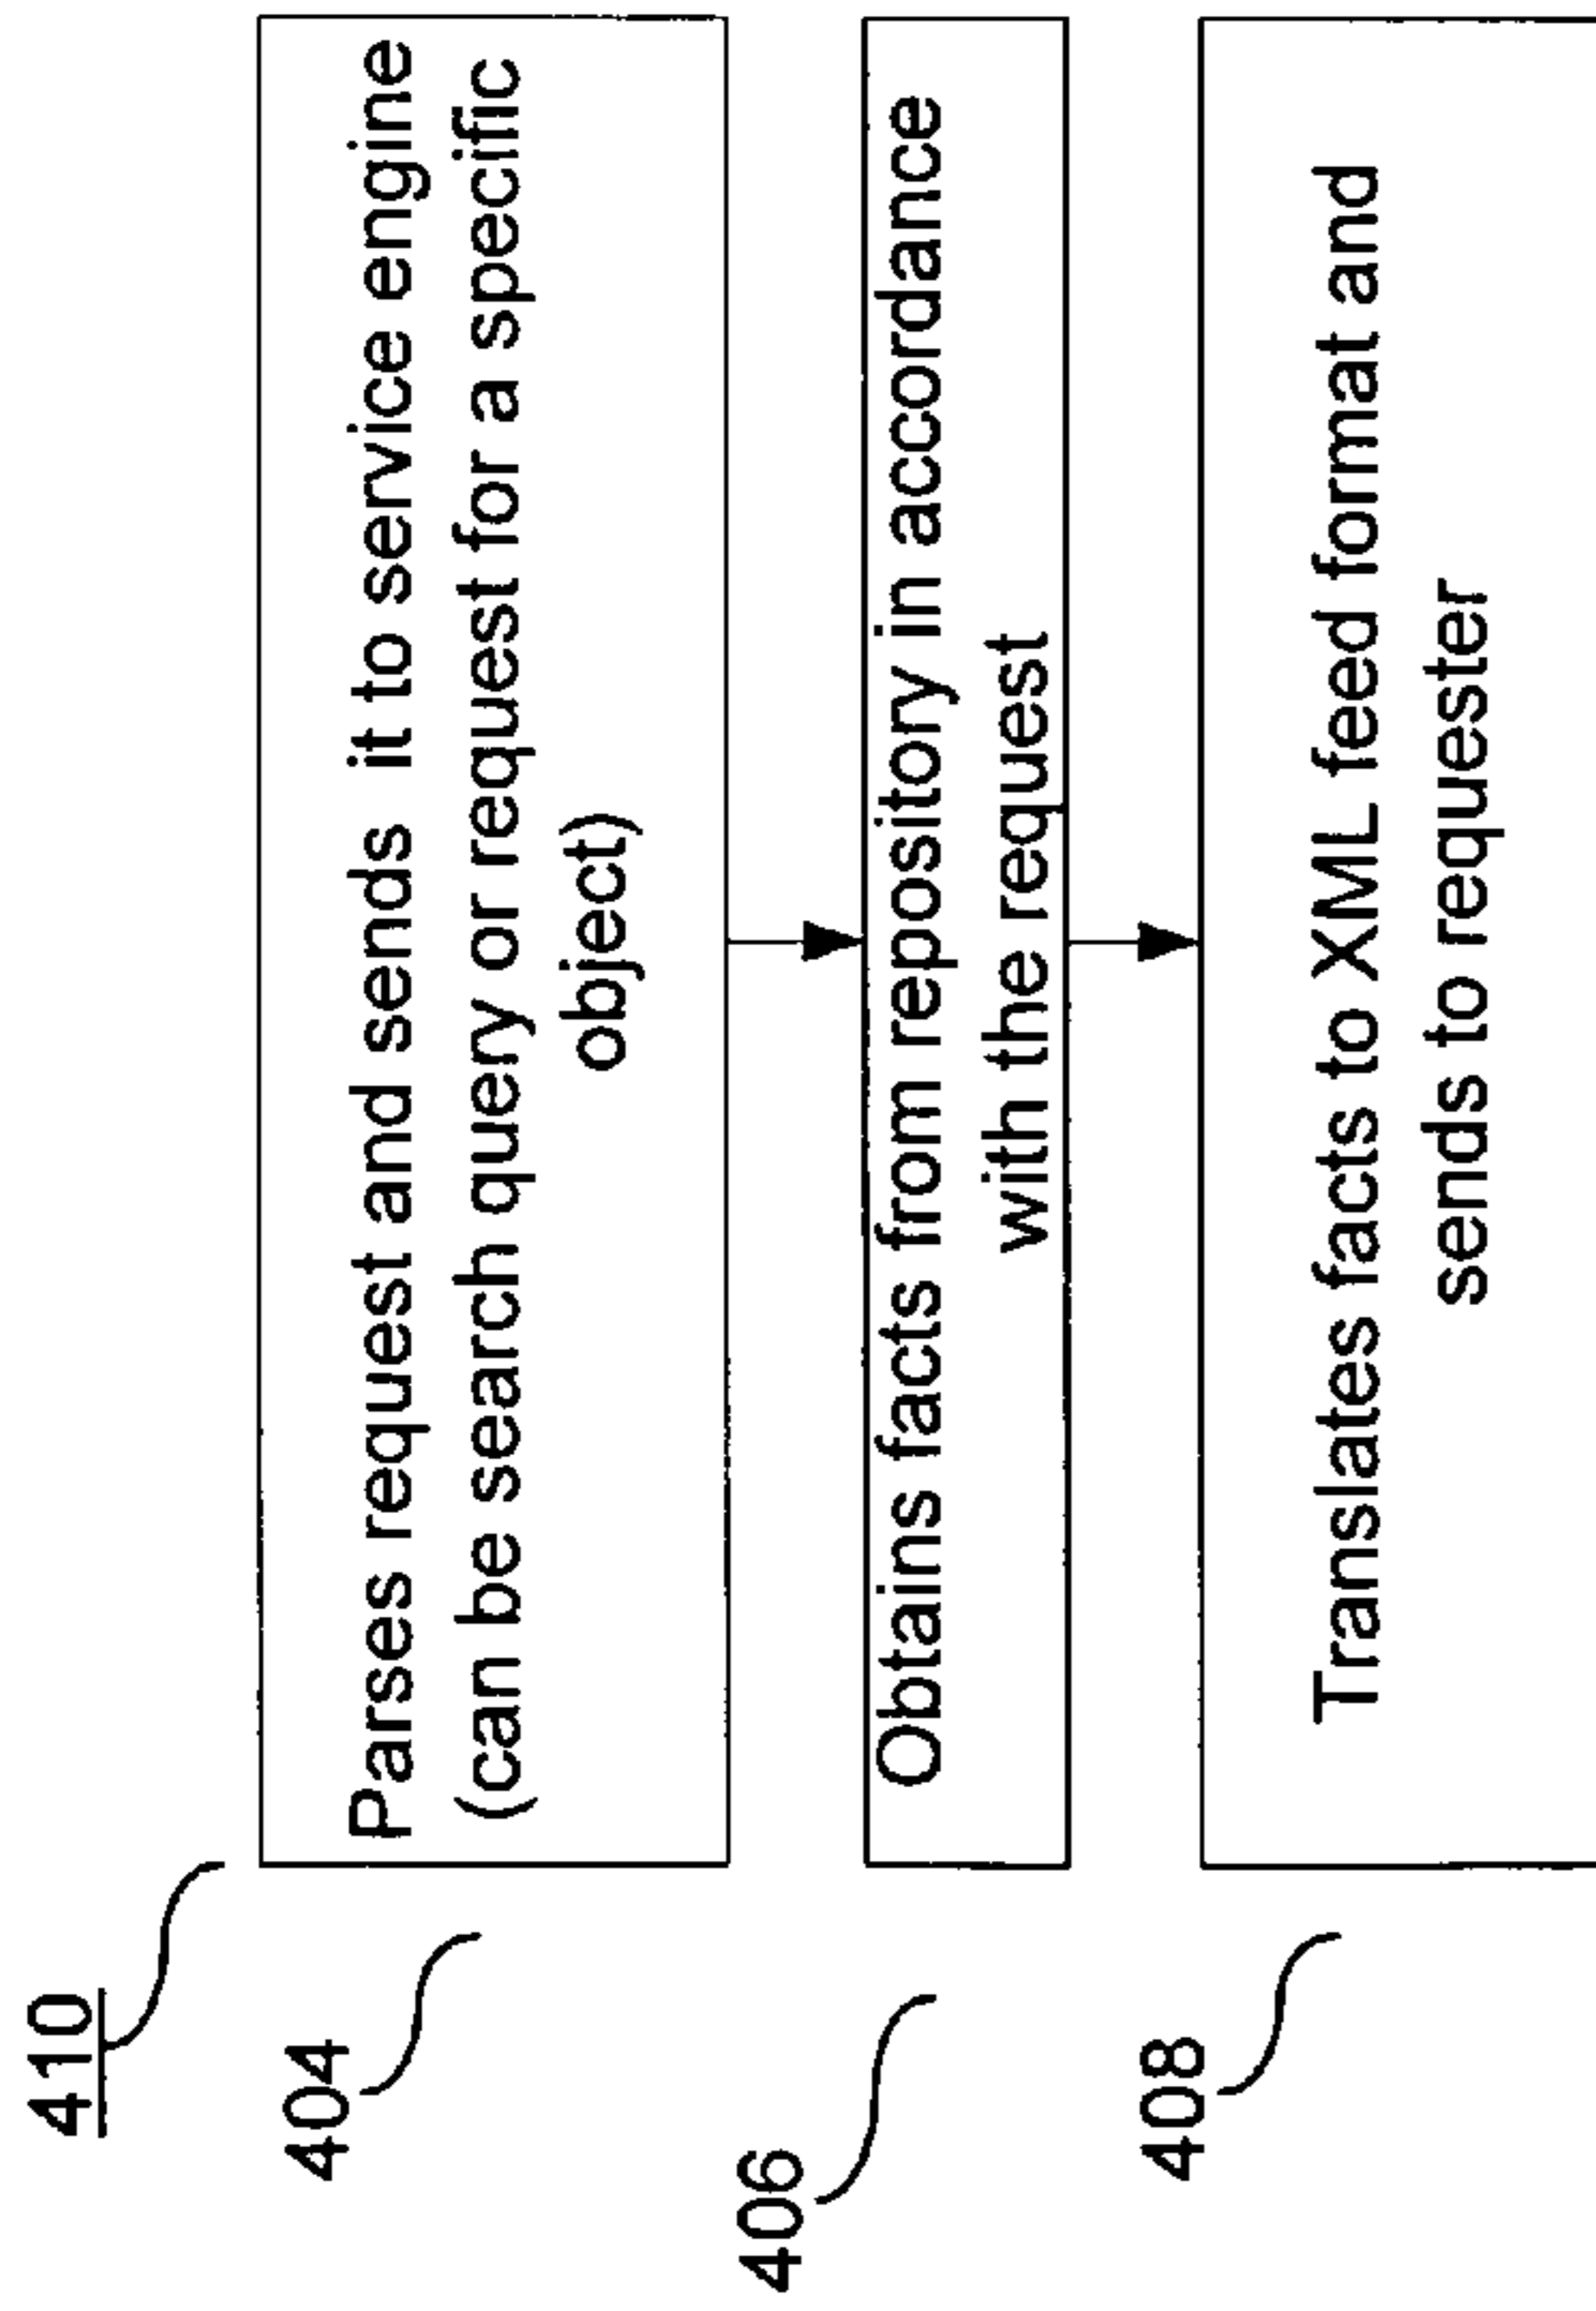 410
404
Parses request and sends it to service engine
(can be search query or request for a specific
object)
406
Obtains facts from repository in accordance
with the request
408
Translates facts to XML feed format and
sends to requester